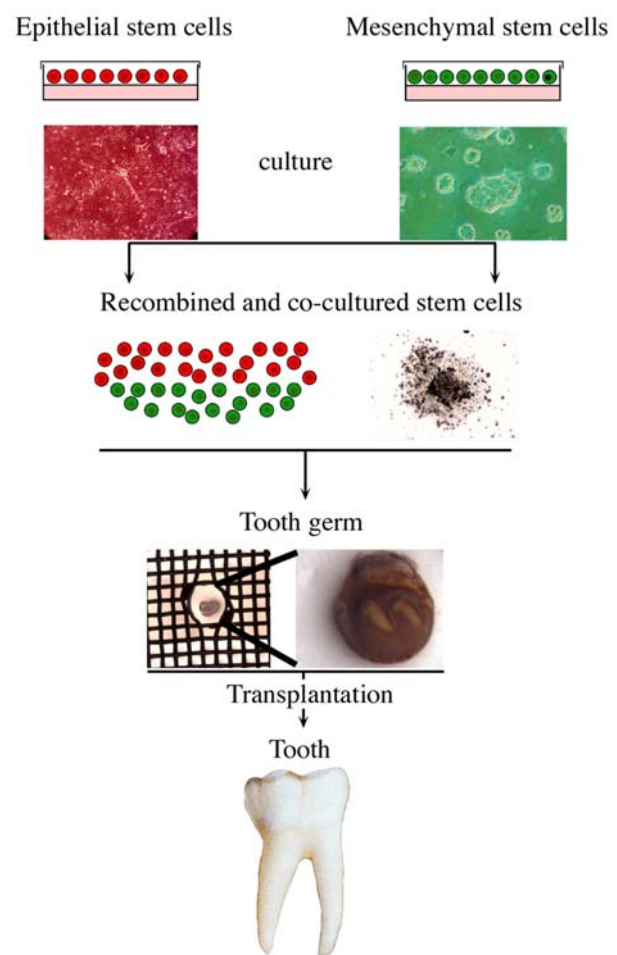 Epithelial stem cells
Mesenchymal stem cells
culture
Recombined and co-cultured stem cells
Tooth germ
Transplantation
Tooth